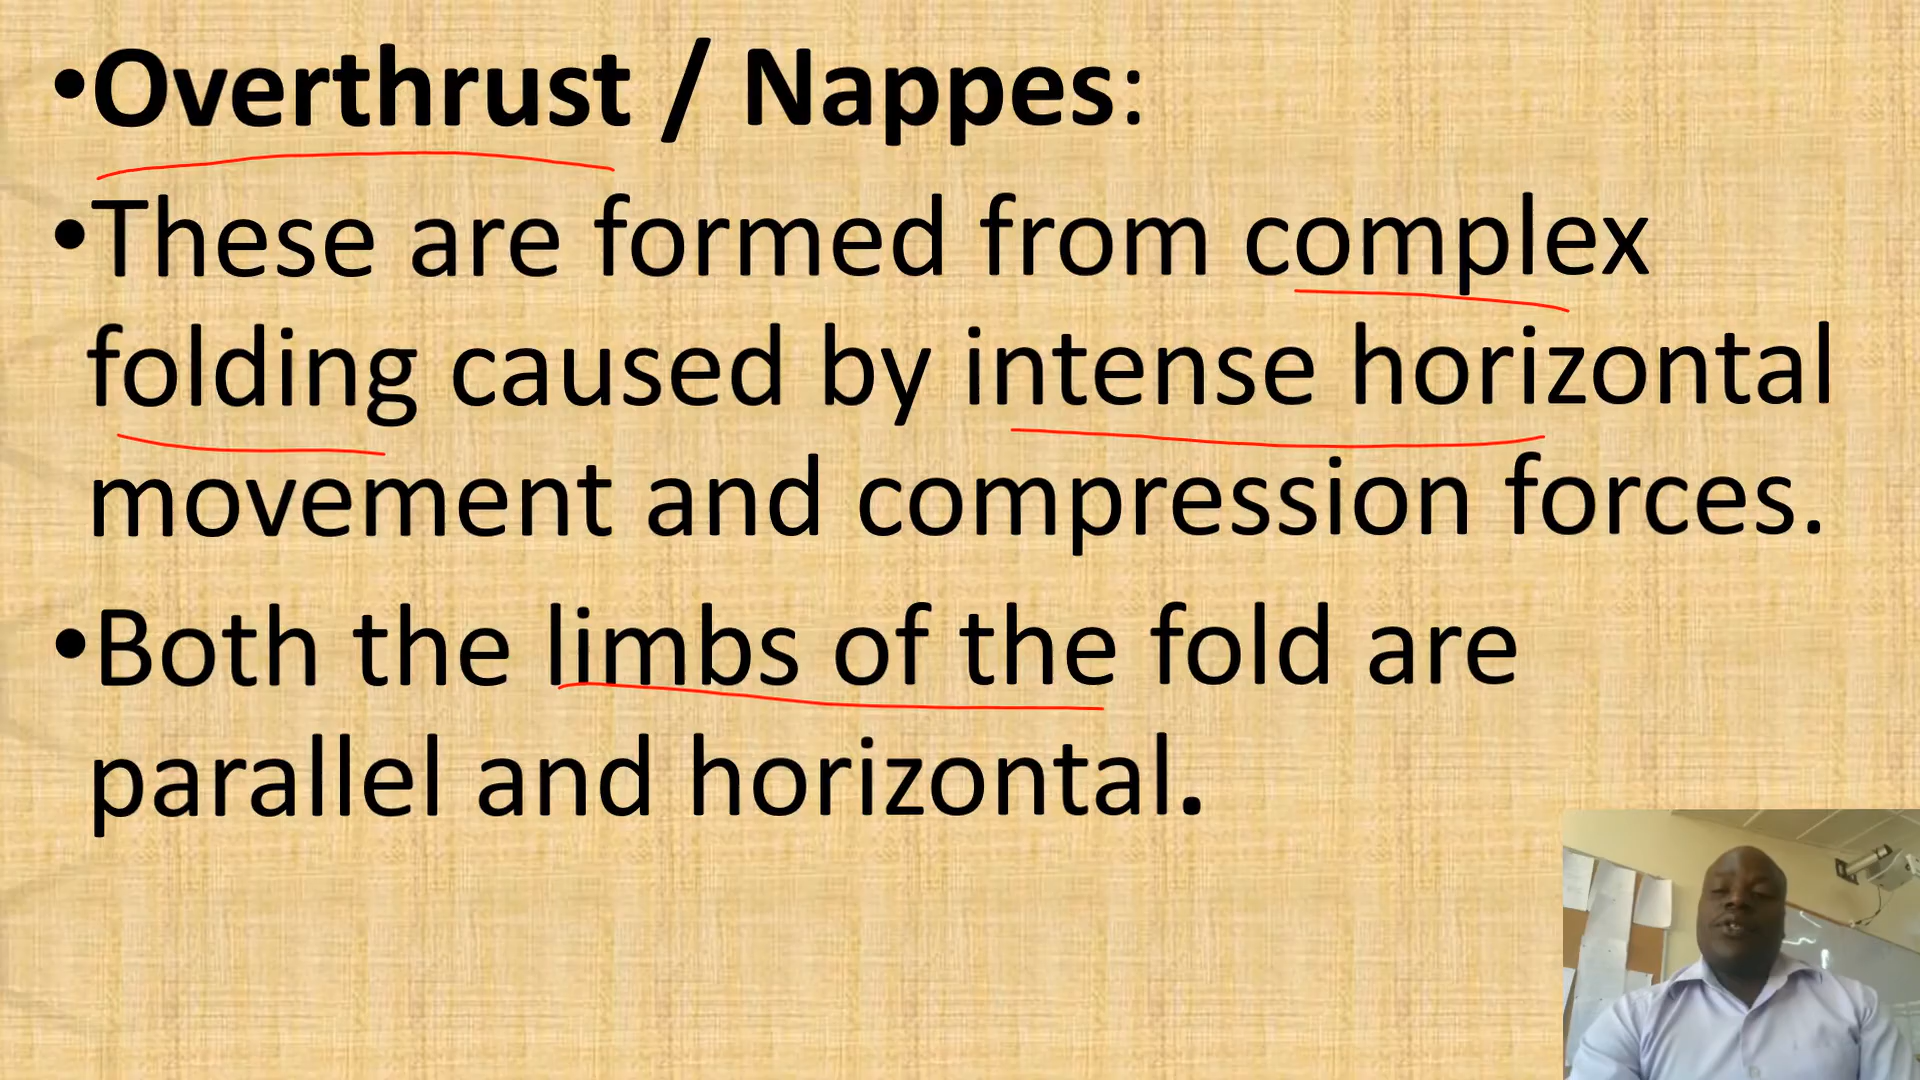 •Overthrust / Nappes:
•These are formed from complex
folding caused by intense horizontal
movement and compression forces.
•Both the limbs of the fold are
parallel and horizontal.